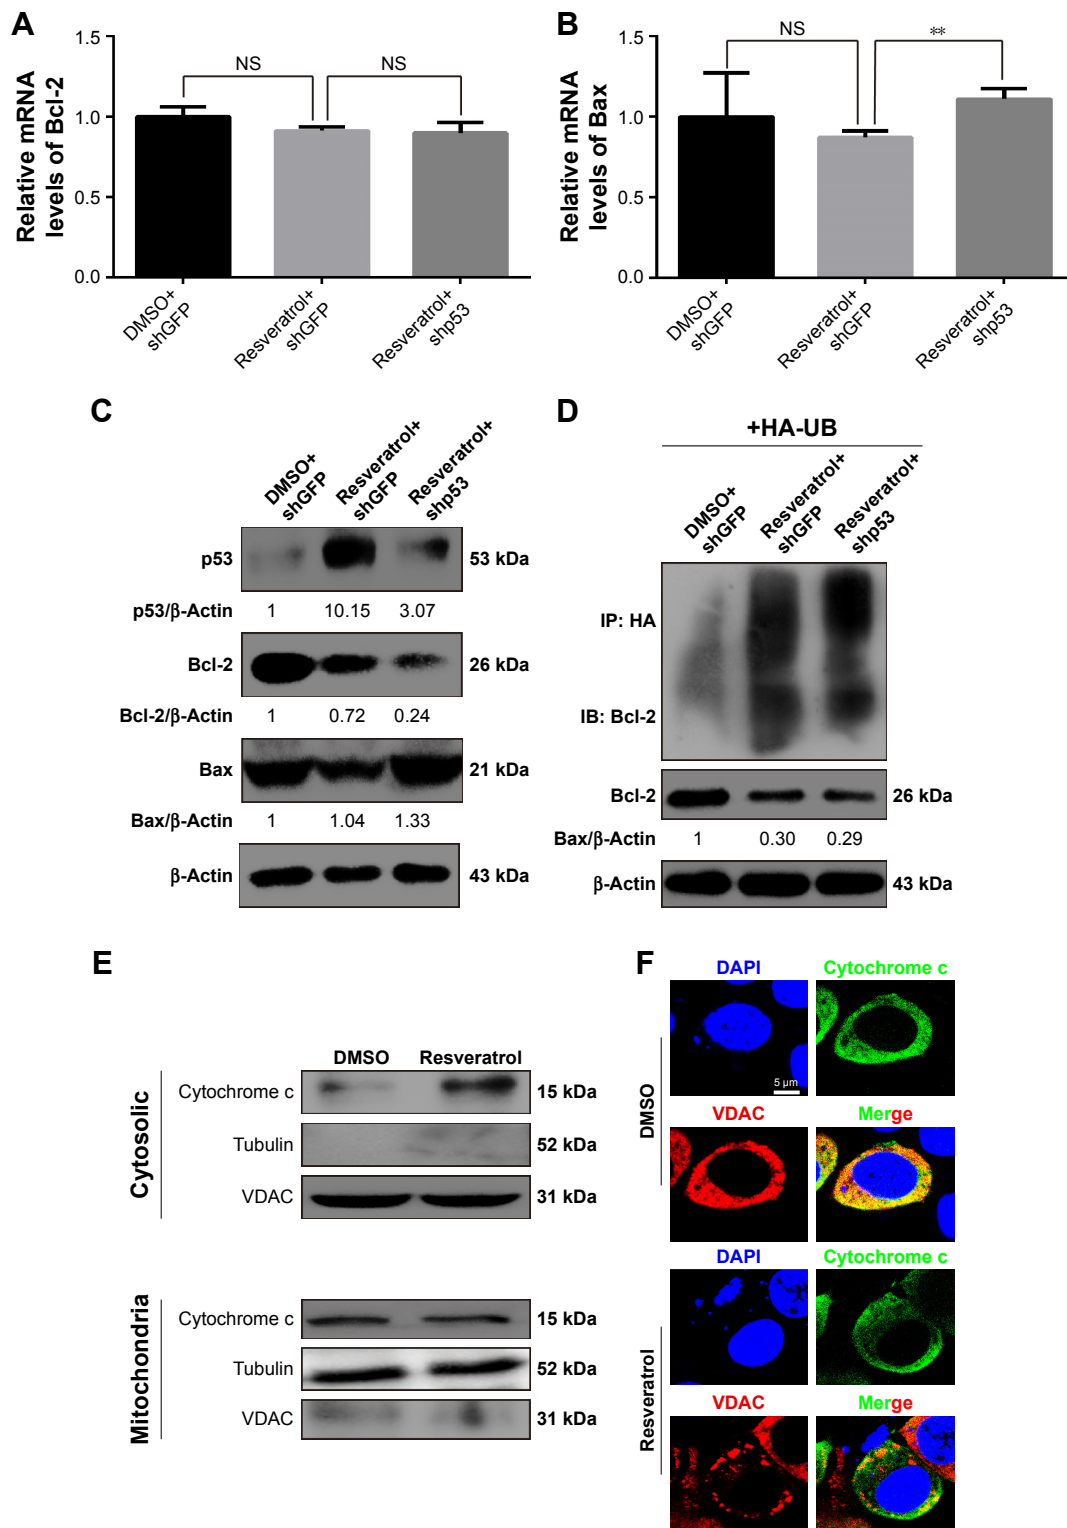 A
Relative mRNA
levels of Bcl-2
1.5
1.0
0.5
0.0
NS
NS
DMSO+
shGFP
Resveratrol+
shGFP
Resveratrol+
shp53
B
Relative mRNA
levels of Bax
1.5
1.0
0.5
0.0
NS
**
DMSO+
shGFP
Resveratrol+
shGFP
Resveratrol+
shp53
C
DMSO+
shGFP
Resveratrol+
shGFP
Resveratrol+
shp53
p53 53 kDa
p53/β-Actin 1 10.15 3.07
Bcl-2 26 kDa
Bcl-2/β-Actin 1 0.72 0.24
Bax 21 kDa
Bax/β-Actin 1 1.04 1.33
β-Actin 43 kDa
D
+HA-UB
DMSO+
shGFP
Resveratrol+
shGFP
Resveratrol+
shp53
IP: HA
IB: Bcl-2
Bcl-2 26 kDa
Bax/β-Actin 1 0.30 0.29
β-Actin 43 kDa
E
DMSO Resveratrol
Cytosolic
Cytochrome c 15 kDa
Tubulin 52 kDa
VDAC 31 kDa
Mitochondria
Cytochrome c 15 kDa
Tubulin 52 kDa
VDAC 31 kDa
F
DMSO
DAPI Cytochrome c
5 µm
VDAC Merge
Resveratrol
DAPI Cytochrome c
VDAC Merge